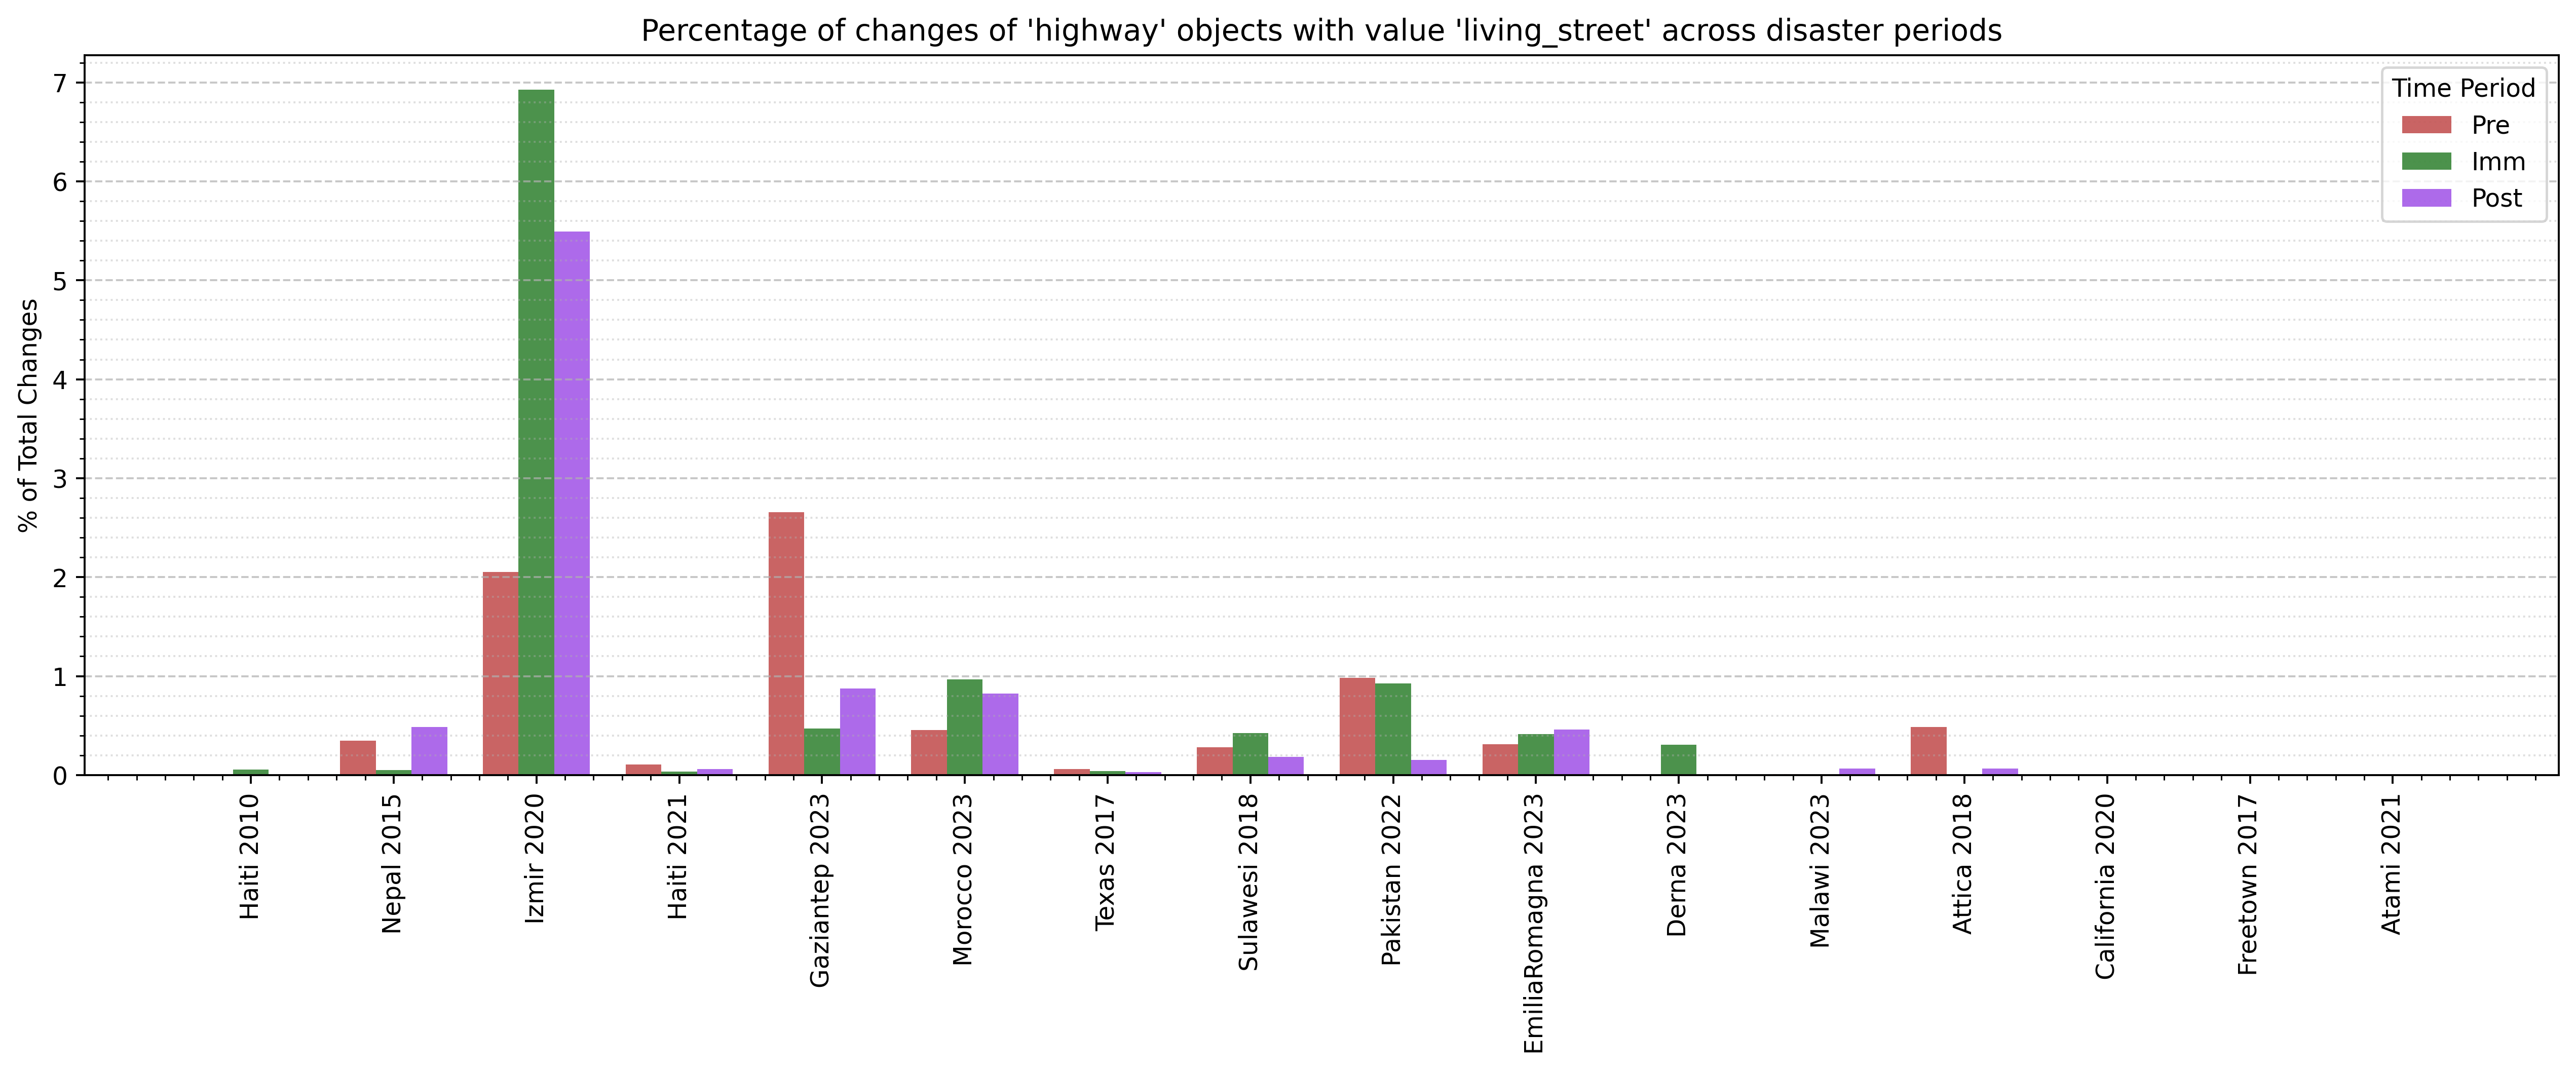 Percentage of changes of 'highway' objects with value 'living_street' across disaster periods
% of Total Changes
7
6
5
4
3
2
1
0
Time Period
Pre
Imm
Post
Haiti 2010
Nepal 2015
Izmir 2020
Haiti 2021
Gaziantep 2023
Morocco 2023
Texas 2017
Sulawesi 2018
Pakistan 2022
EmiliaRomagna 2023
Derna 2023
Malawi 2023
Attica 2018
California 2020
Freetown 2017
Atami 2021